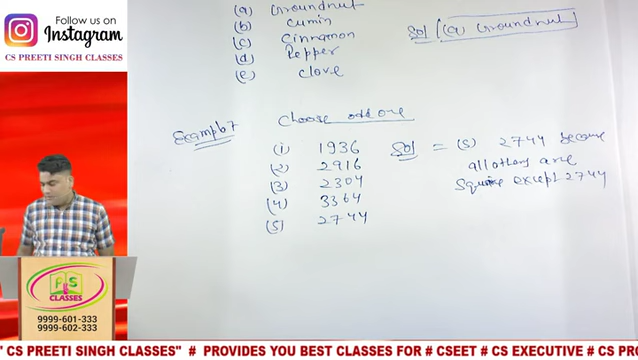 Follow us on
Instagram
CS PREETI SINGH CLASSES
(a) Groundnut
(b) Cumin
(c) Cinnamon
(d) Pepper
(e) Clove
Sol (a) Groundnut
Example 7
Choose odd one
(1) 1936
(2) 2916
(3) 2304
(4) 3364
(5) 2744
Sol = (5) 2744 because
all others are
Square except 2744
PS
CLASSES
9999-601-333
9999-602-333
" CS PREETI SINGH CLASSES" # PROVIDES YOU BEST CLASSES FOR # CSEET # CS EXECUTIVE # CS PRO